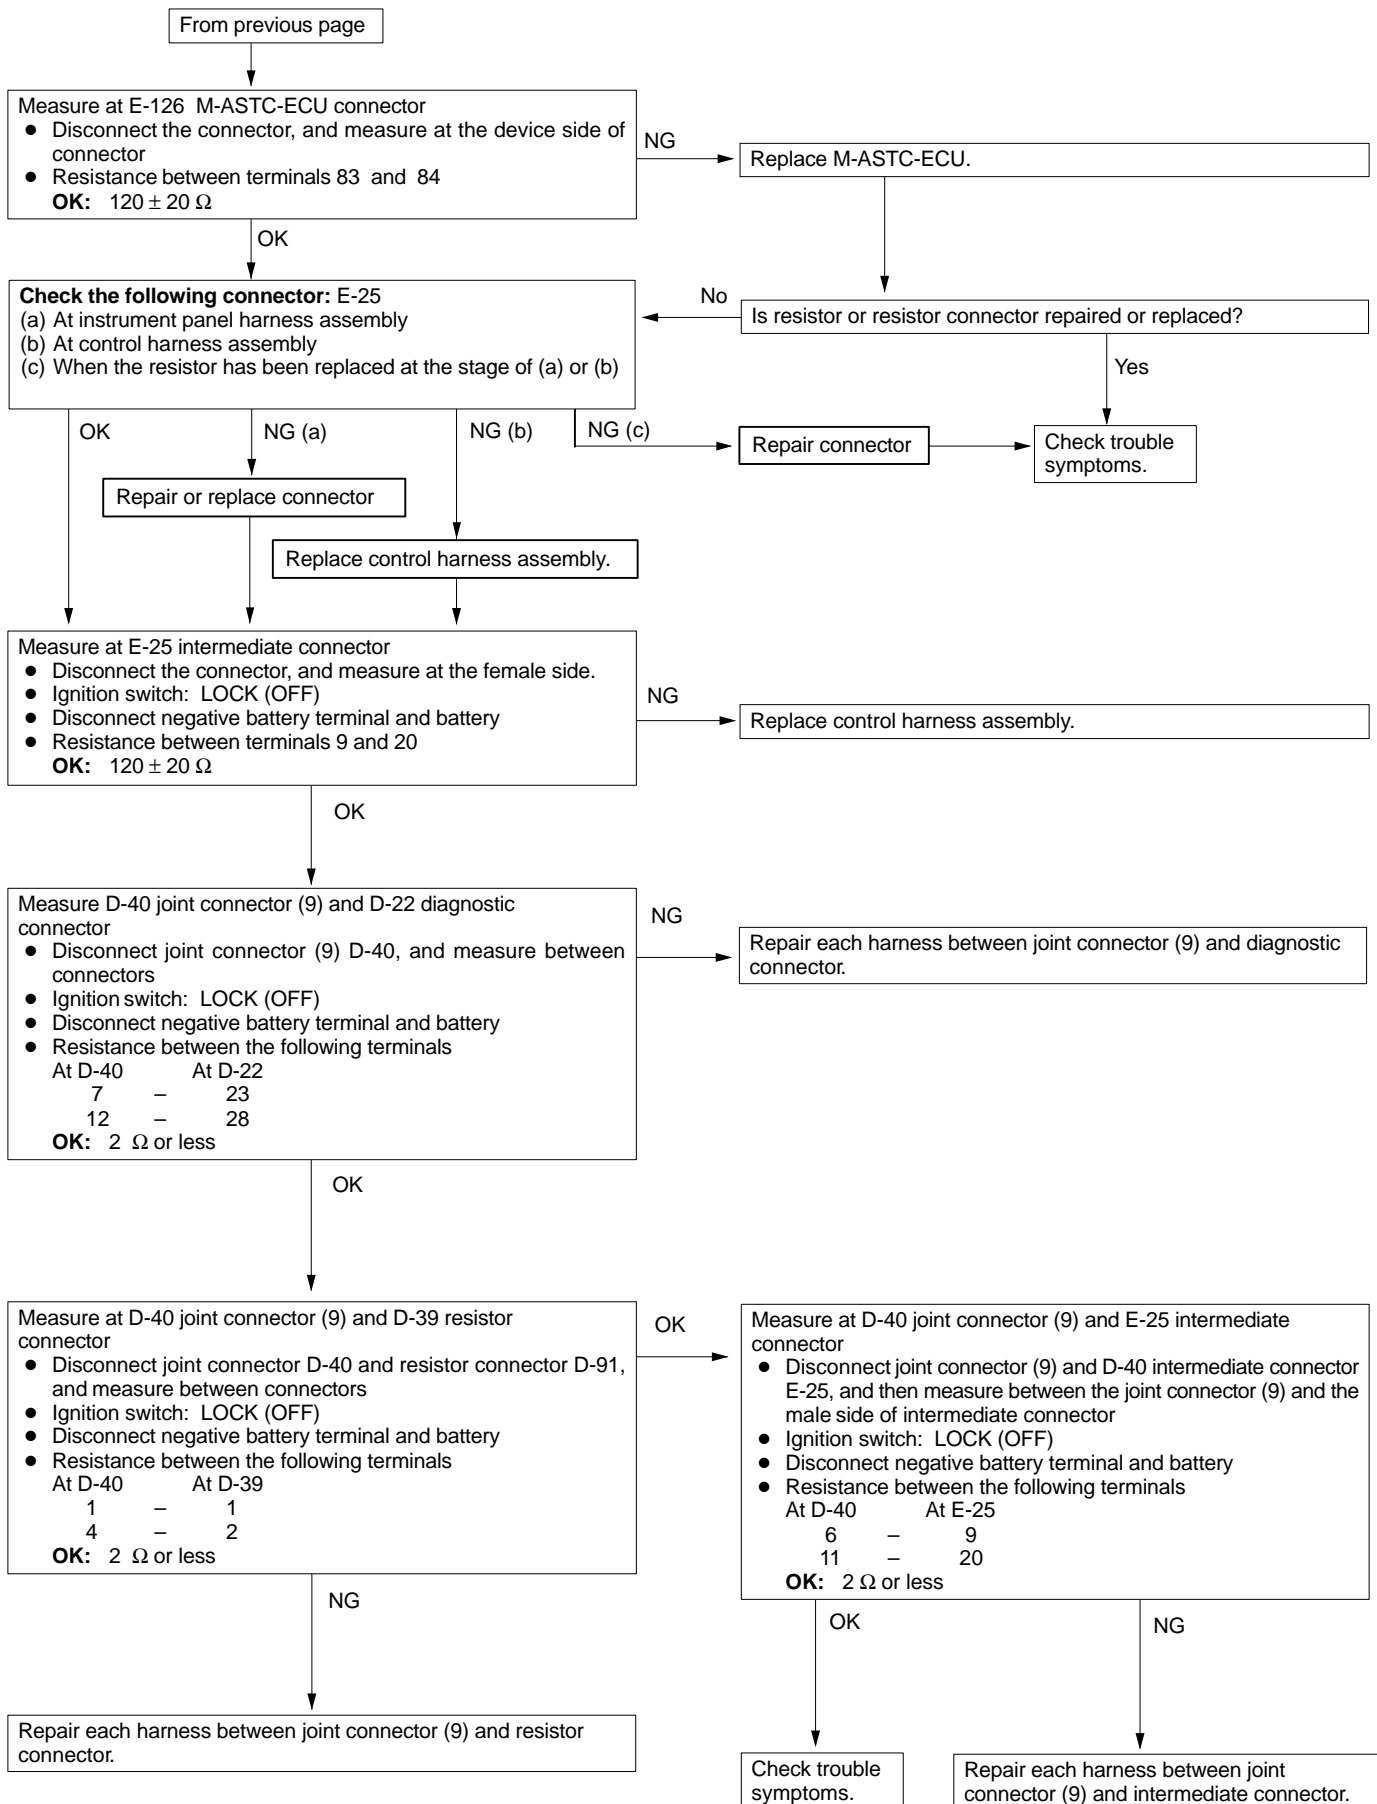 From previous page
Measure at E-126 M-ASTC-ECU connector
● Disconnect the connector, and measure at the device side of
connector
● Resistance between terminals 83 and 84
OK: 120 ± 20 Ω
NG
Replace M-ASTC-ECU.
OK
Check the following connector: E-25
(a) At instrument panel harness assembly
(b) At control harness assembly
(c) When the resistor has been replaced at the stage of (a) or (b)
No
Is resistor or resistor connector repaired or replaced?
Yes
OK
NG (a)
NG (b)
NG (c)
Repair connector
Check trouble
symptoms.
Repair or replace connector
Replace control harness assembly.
Measure at E-25 intermediate connector
● Disconnect the connector, and measure at the female side.
● Ignition switch: LOCK (OFF)
● Disconnect negative battery terminal and battery
● Resistance between terminals 9 and 20
OK: 120 ± 20 Ω
NG
Replace control harness assembly.
OK
Measure D-40 joint connector (9) and D-22 diagnostic
connector
● Disconnect joint connector (9) D-40, and measure between
connectors
● Ignition switch: LOCK (OFF)
● Disconnect negative battery terminal and battery
● Resistance between the following terminals
At D-40 At D-22
7 – 23
12 – 28
OK: 2 Ω or less
NG
Repair each harness between joint connector (9) and diagnostic
connector.
OK
Measure at D-40 joint connector (9) and D-39 resistor
connector
● Disconnect joint connector D-40 and resistor connector D-91,
and measure between connectors
● Ignition switch: LOCK (OFF)
● Disconnect negative battery terminal and battery
● Resistance between the following terminals
At D-40 At D-39
1 – 1
4 – 2
OK: 2 Ω or less
OK
Measure at D-40 joint connector (9) and E-25 intermediate
connector
● Disconnect joint connector (9) and D-40 intermediate connector
E-25, and then measure between the joint connector (9) and the
male side of intermediate connector
● Ignition switch: LOCK (OFF)
● Disconnect negative battery terminal and battery
● Resistance between the following terminals
At D-40 At E-25
6 – 9
11 – 20
OK: 2 Ω or less
NG
OK
NG
Repair each harness between joint connector (9) and resistor
connector.
Check trouble
symptoms.
Repair each harness between joint
connector (9) and intermediate connector.